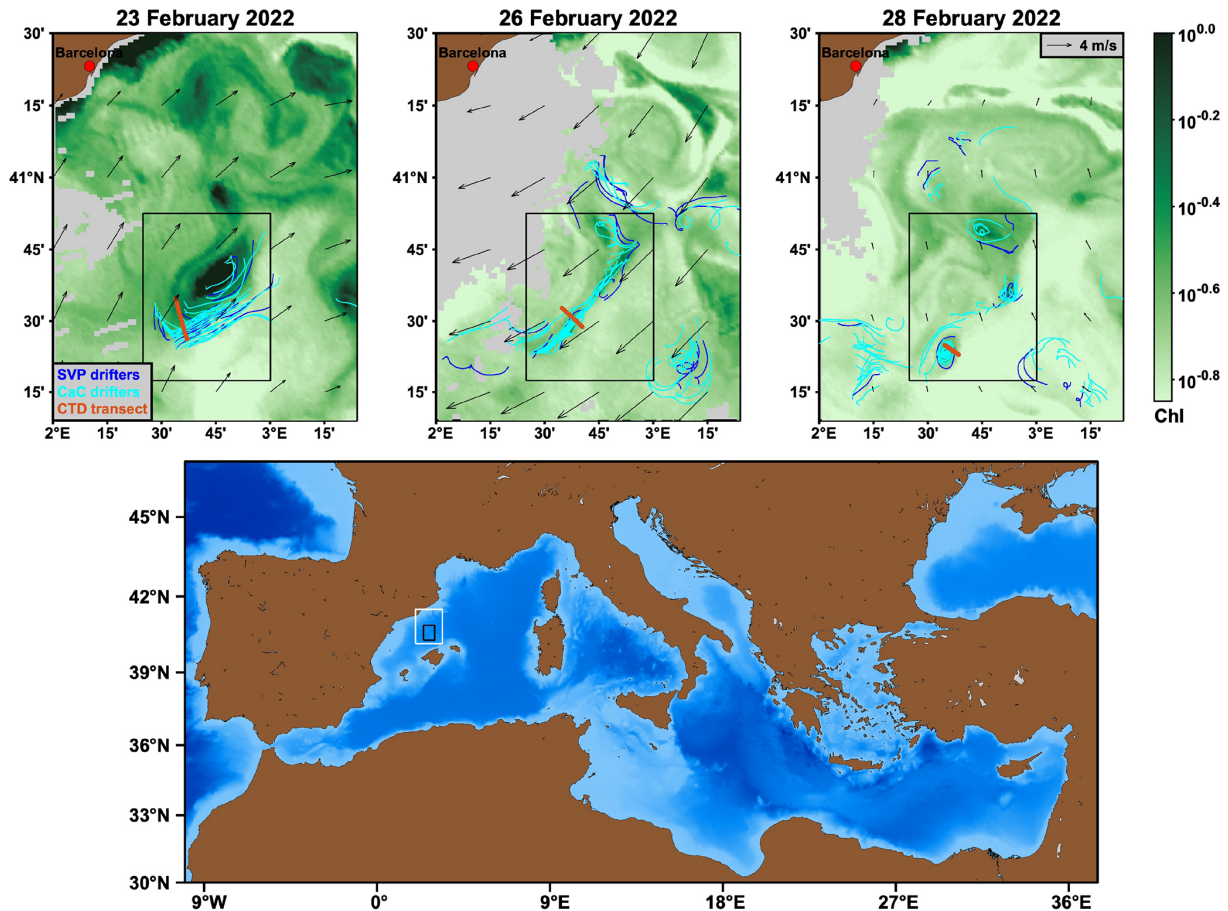 23 February 2022
26 February 2022
28 February 2022
30'
15'
41°N
45'
30'
15'
2°E
15'
30'
45'
3°E
15'
Barcelona
SVP drifters
CaC drifters
CTD transect
30'
15'
41°N
45'
30'
15'
2°E
15'
30'
45'
3°E
15'
Barcelona
30'
15'
41°N
45'
30'
15'
2°E
15'
30'
45'
3°E
15'
Barcelona
4 m/s
10^0.0
10^-0.2
10^-0.4
10^-0.6
10^-0.8
Chl
45°N
42°N
39°N
36°N
33°N
30°N
9°W
0°
9°E
18°E
27°E
36°E